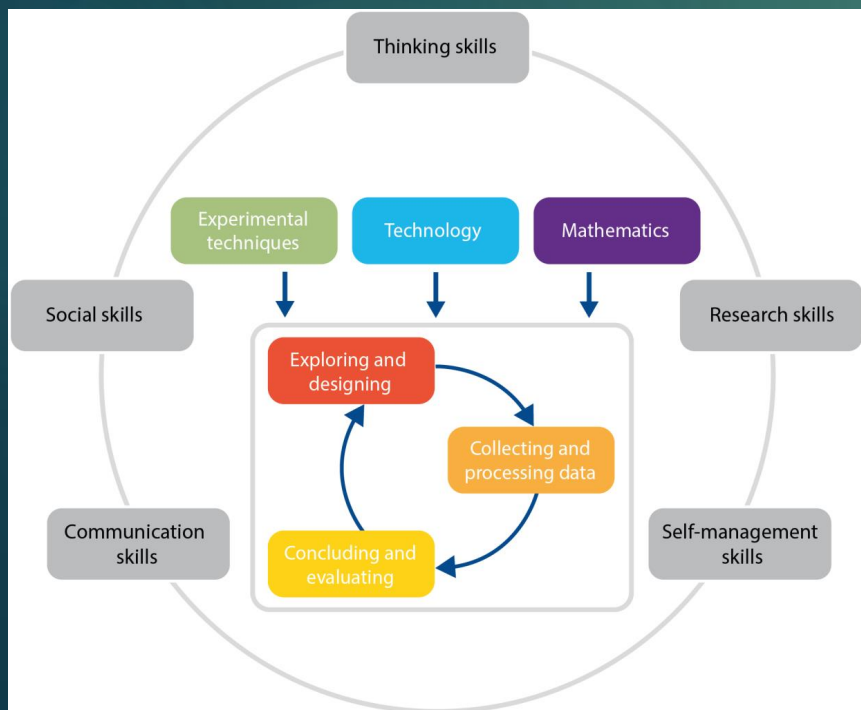 Thinking skills
Experimental
techniques
Technology
Mathematics
Social skills
Research skills
Exploring and
designing
Collecting and
processing data
Communication
skills
Self-management
skills
Concluding and
evaluating